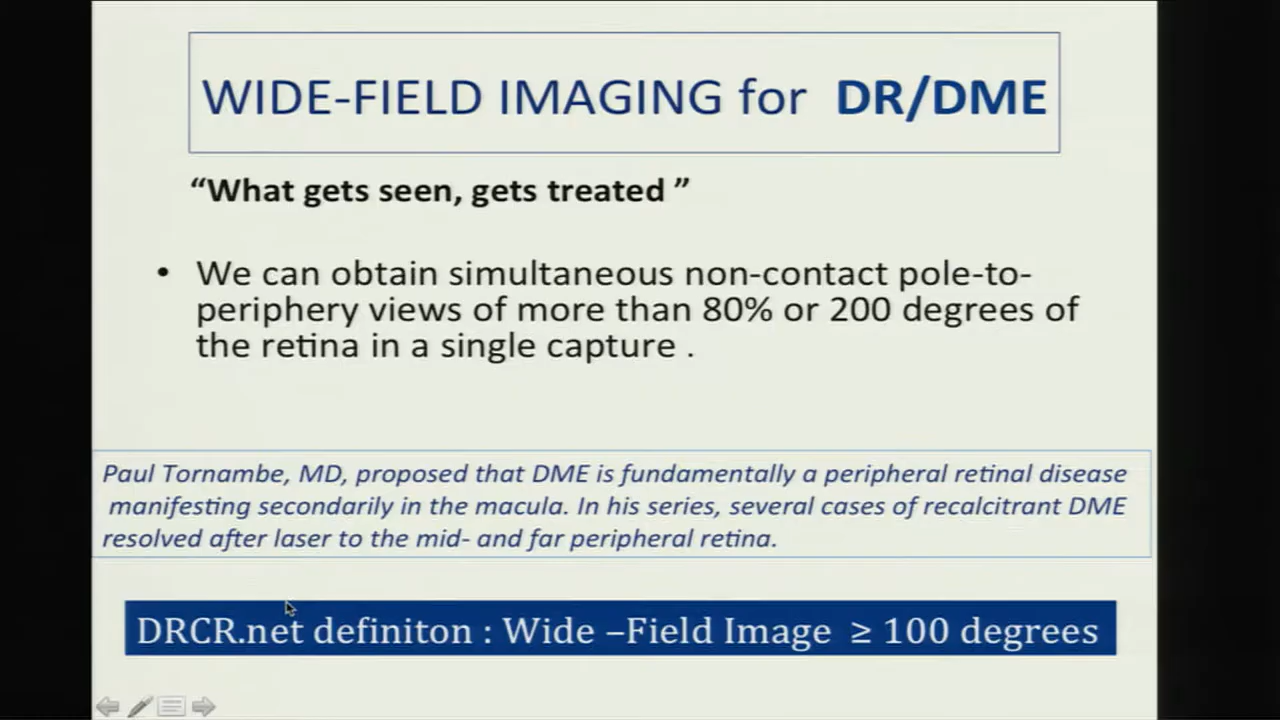 WIDE-FIELD IMAGING for DR/DME
“What gets seen, gets treated ”
• We can obtain simultaneous non-contact pole-to-
periphery views of more than 80% or 200 degrees of
the retina in a single capture .
Paul Tornambe, MD, proposed that DME is fundamentally a peripheral retinal disease
manifesting secondarily in the macula. In his series, several cases of recalcitrant DME
resolved after laser to the mid- and far peripheral retina.
DRCR.net definiton : Wide –Field Image ≥ 100 degrees